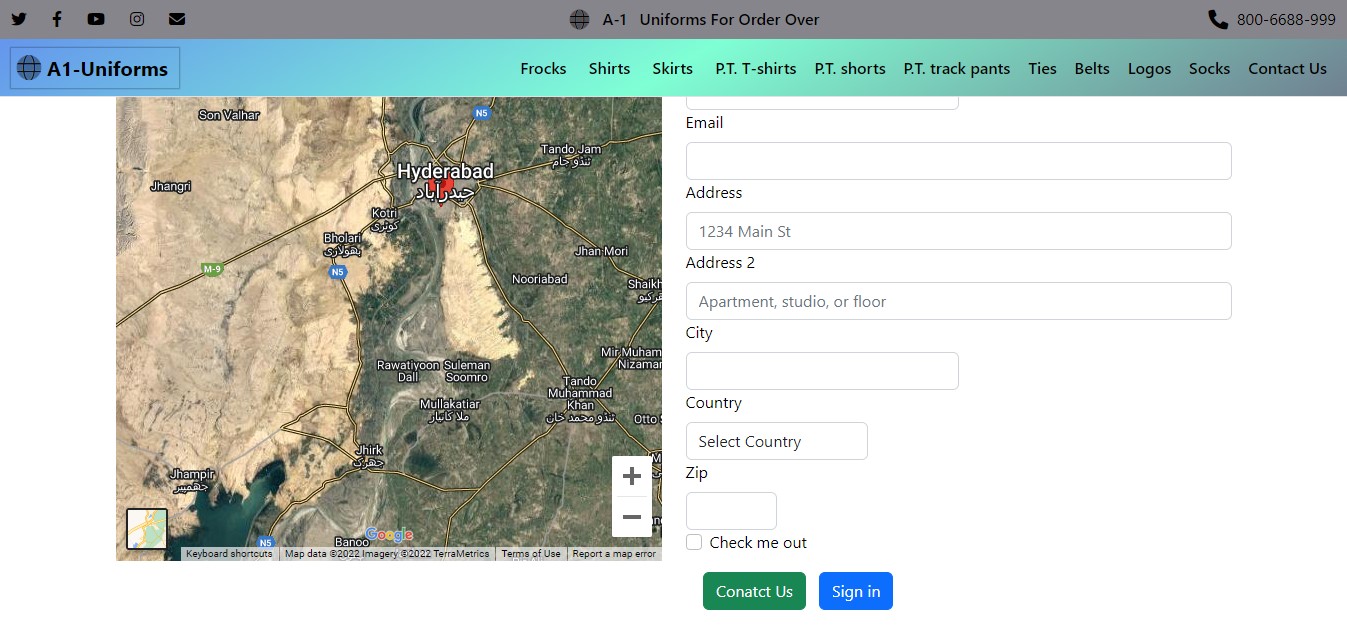 A-1 Uniforms For Order Over
800-6688-999
A1-Uniforms
Frocks Shirts Skirts P.T. T-shirts P.T. shorts P.T. track pants Ties Belts Logos Socks Contact Us
Son Valhar
N5
Tando Jam
ٽنڊو ڄام
Hyderabad
حیدرآباد
Jhangri
Kotri
کوٹری
Bholari
بھولاری
Jhan Mori
M-9
N5
Nooriabad
Shaikh
Mir Muham
Nizaman
Rawatiyoon
Dall
Suleman
Soomro
Tando
Muhammad
Khan
ٹنڈو محمد خان
Mullakatiar
ملا کاتیار
Otto S
Jhirk
جھرک
Jhampir
جھمپیر
N5
Banoo
Google
Keyboard shortcuts Map data ©2022 Imagery ©2022 TerraMetrics Terms of Use Report a map error
Email
Address
1234 Main St
Address 2
Apartment, studio, or floor
City
Country
Select Country
Zip
Check me out
Conatct Us Sign in